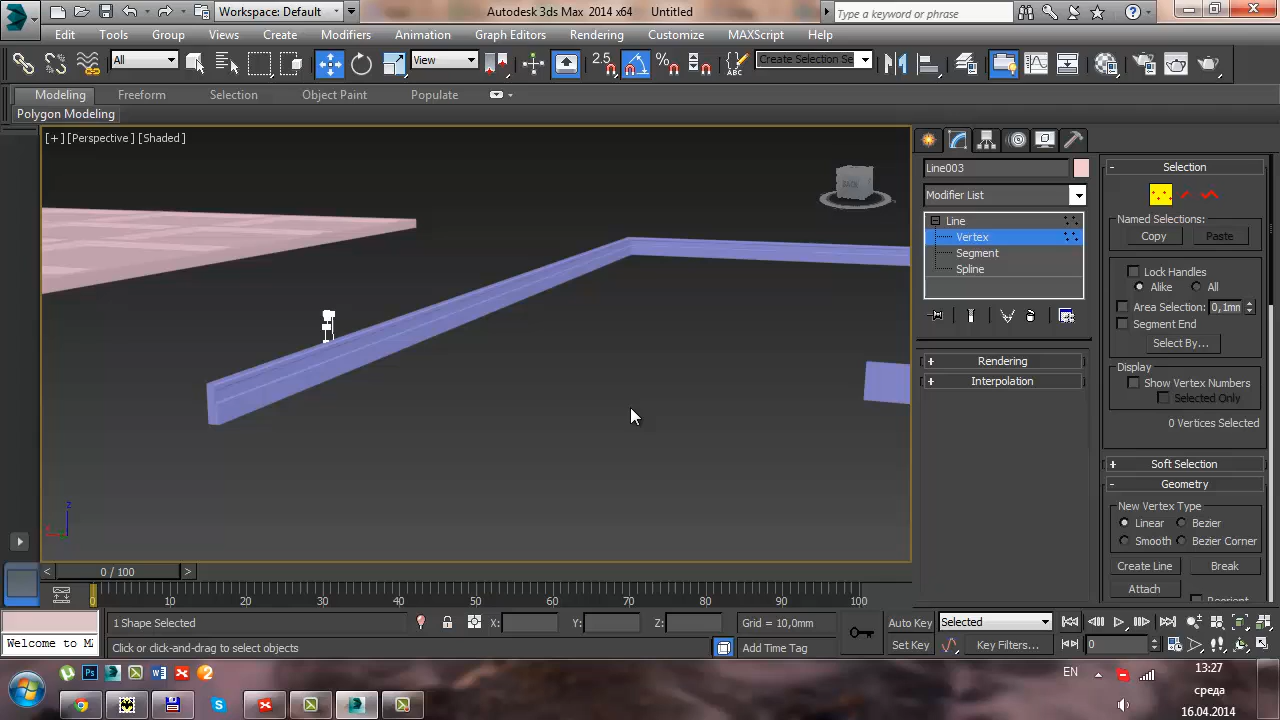 Workspace: Default
Autodesk 3ds Max 2014 x64 Untitled
Type a keyword or phrase
Edit Tools Group Views Create Modifiers Animation Graph Editors Rendering Customize MAXScript Help
All View 2.5 Create Selection Se
Modeling Freeform Selection Object Paint Populate
Polygon Modeling
[+] [Perspective] [Shaded]
Line003
Modifier List
Line
Vertex
Segment
Spline
Rendering
Interpolation
Selection
Named Selections:
Copy Paste
Lock Handles
Alike All
Area Selection: 0,1mm
Segment End
Select By...
Display
Show Vertex Numbers
Selected Only
0 Vertices Selected
Soft Selection
Geometry
New Vertex Type
Linear Bezier
Smooth Bezier Corner
Create Line Break
Attach
z
0 / 100
0 10 20 30 40 50 60 70 80 90 100
1 Shape Selected X: Y: Z: Grid = 10,0mm Auto Key Selected
Welcome to Click or click-and-drag to select objects Add Time Tag Set Key Key Filters... 0
EN 13:27
среда
16.04.2014